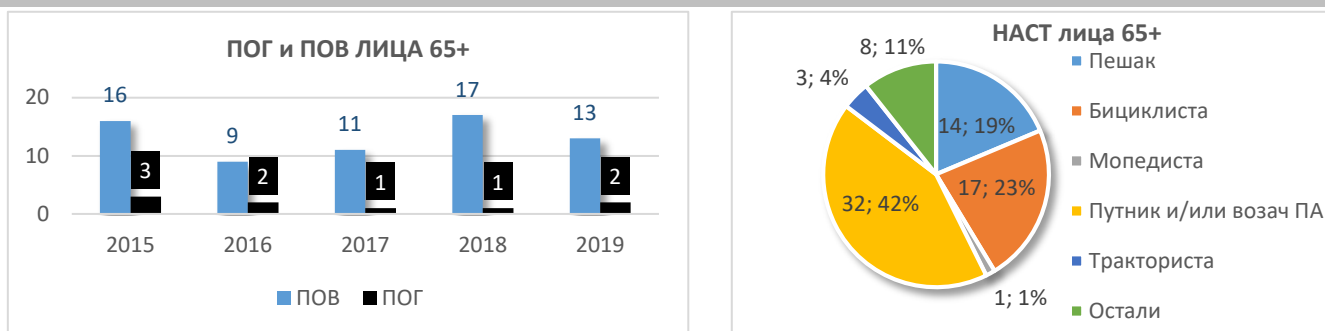 ПОГ и ПОВ ЛИЦА 65+
20
10
0
16
9
11
17
13
3
2
1
1
2
2015 2016 2017 2018 2019
ПОВ ПОГ
НАСТ лица 65+
8; 11%
3; 4%
14; 19%
17; 23%
32; 42%
1; 1%
Пешак
Бициклиста
Мопедиста
Путник и/или возач ПА
Тракториста
Остали